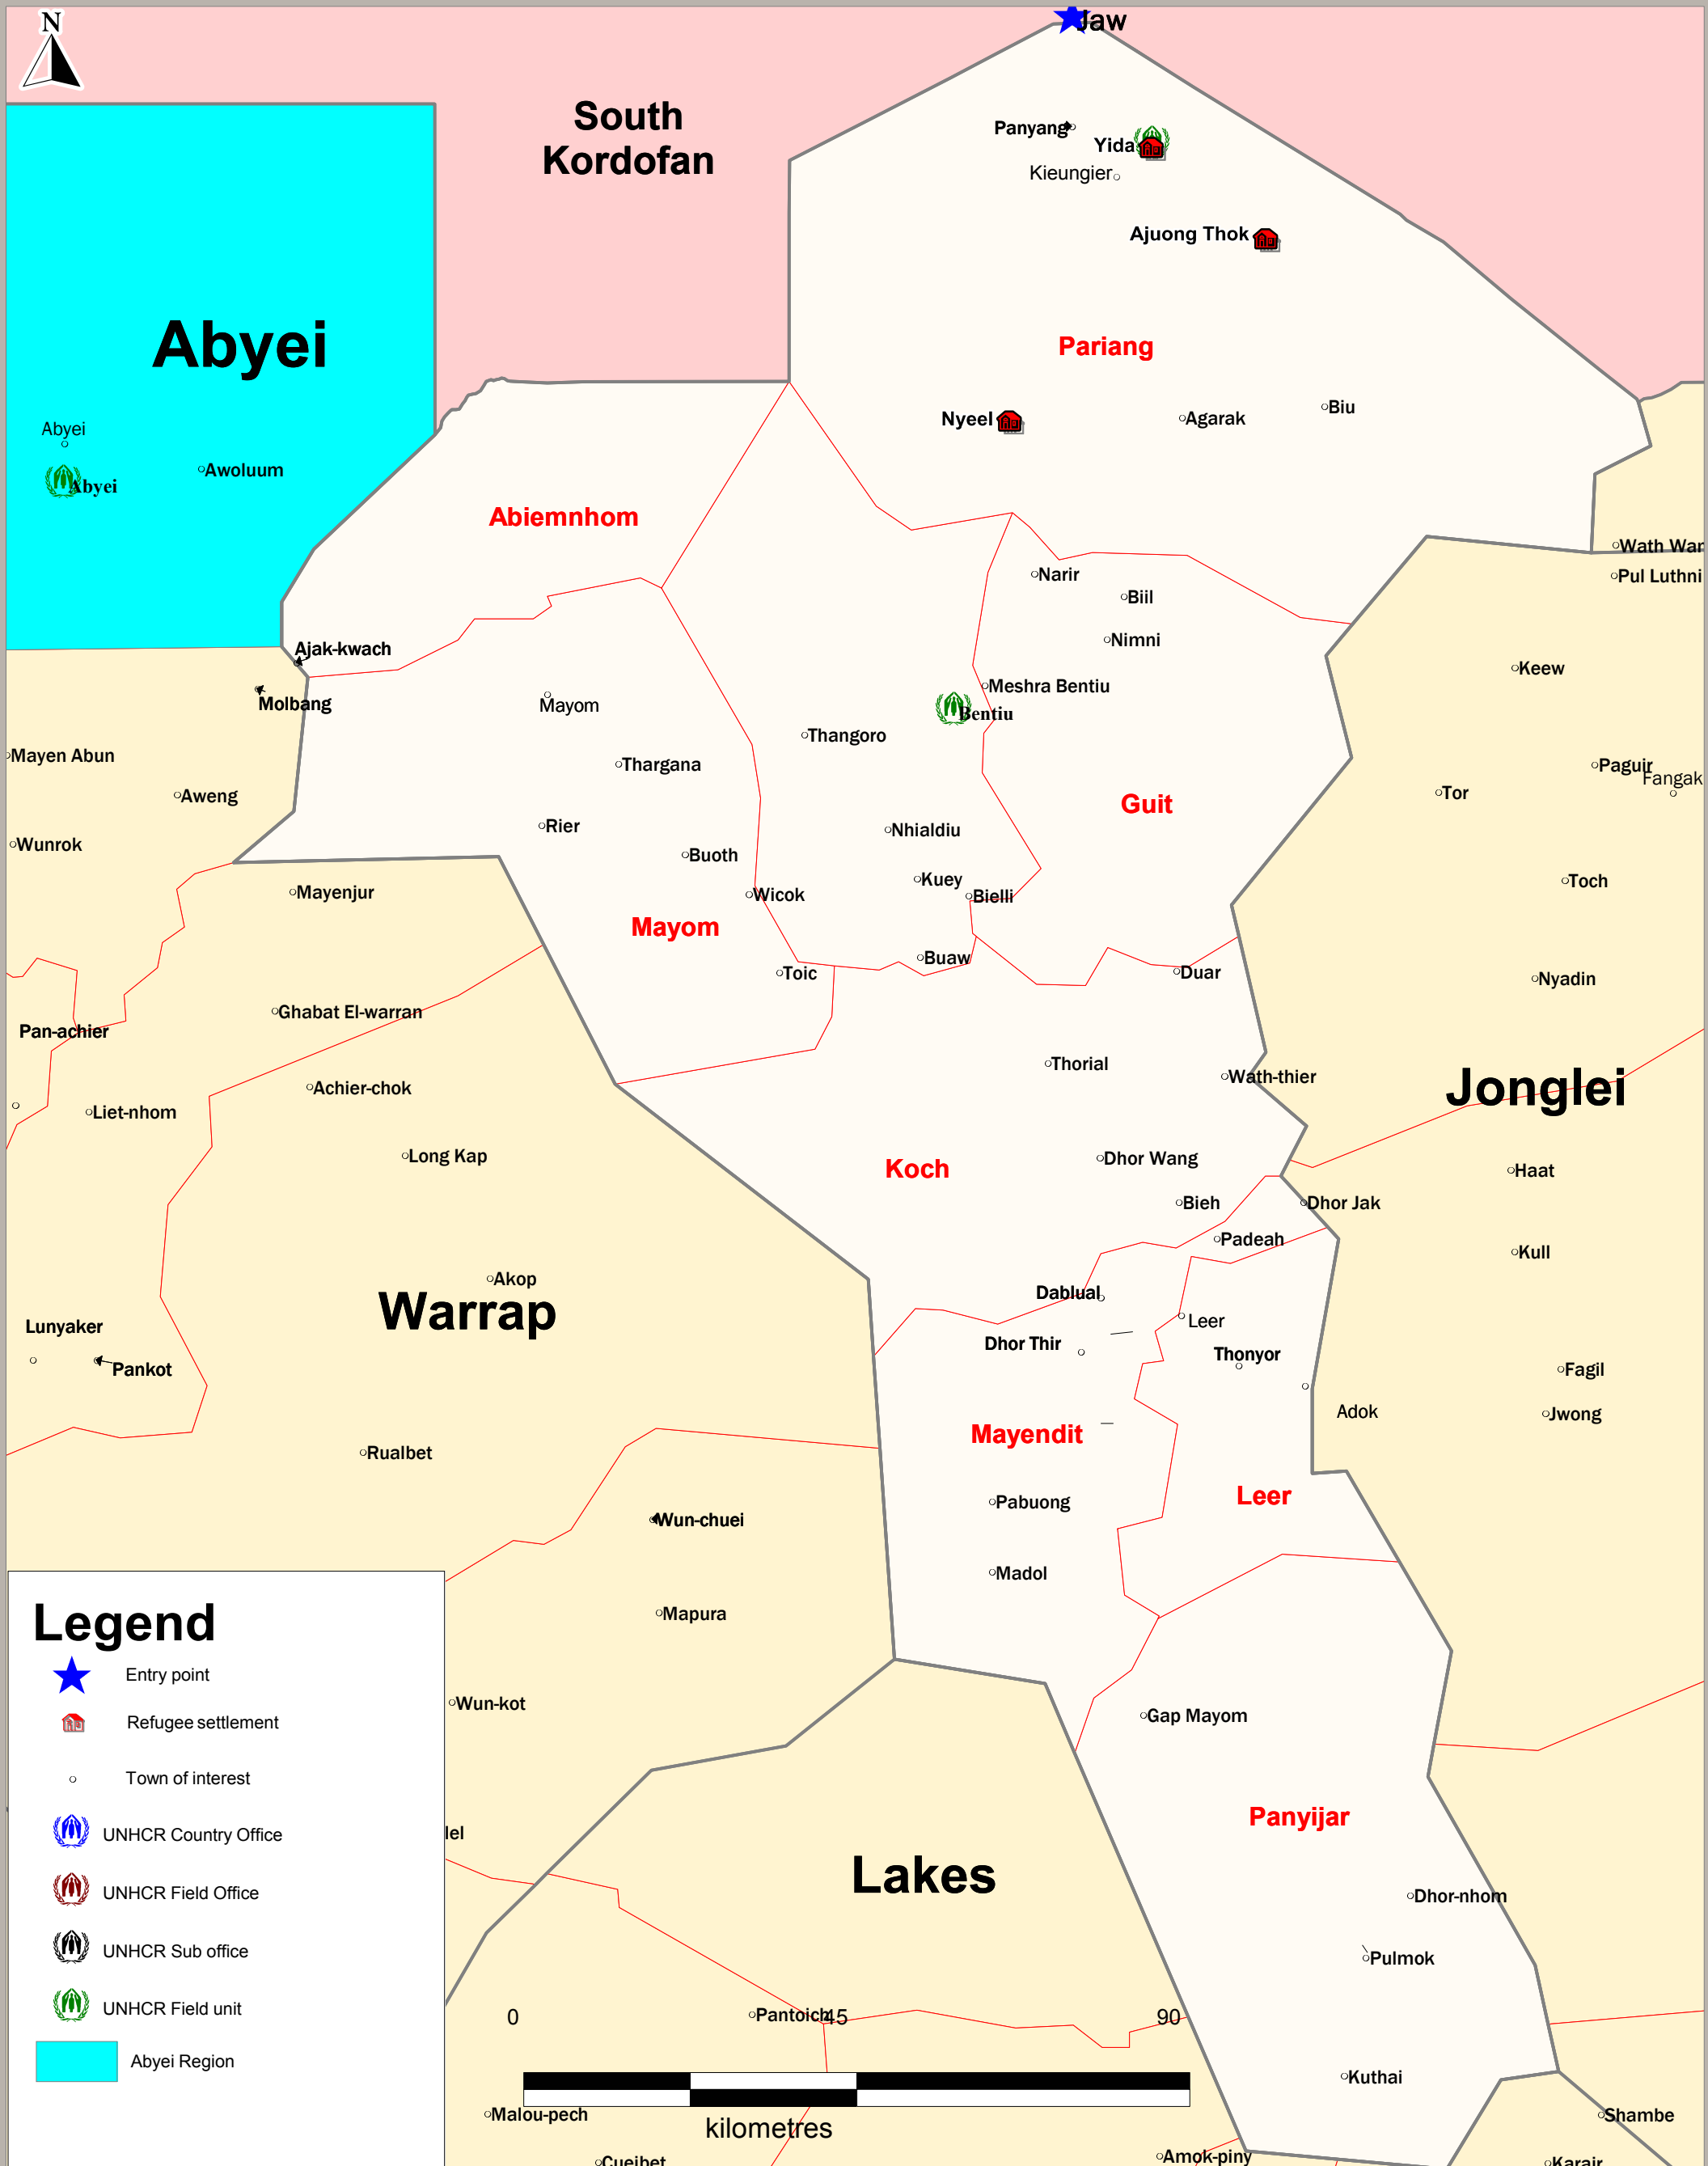 N
Jaw
South
Kordofan
Panyang
Yida
Kieungier
Ajuong Thok
Abyei
Pariang
Nyeel
Agarak
Biu
Abyei
Awoluum
Abyei
Abiemnhom
Wath War
Pul Luthni
Narir
Biil
Nimni
Ajak-kwach
Keew
Molbang
Mayom
Meshra Bentiu
Bentiu
Thangoro
Mayen Abun
Thargana
Paguir
Fangak
Tor
Aweng
Guit
Rier
Nhialdiu
Wunrok
Buoth
Kuey
Toch
Mayenjur
Wicok
Bielli
Mayom
Buaw
Toic
Duar
Nyadin
Ghabat El-warran
Pan-achier
Thorial
Wath-thier
Jonglei
Achier-chok
Liet-nhom
Long Kap
Koch
Dhor Wang
Haat
Bieh
Dhor Jak
Padeah
Kull
Akop
Dablual
Warrap
Lunyaker
Leer
Dhor Thir
Thonyor
Pankot
Fagil
Adok
Jwong
Mayendit
Rualbet
Leer
Pabuong
Wun-chuei
Madol
Mapura
Legend
Entry point
Refugee settlement
Town of interest
UNHCR Country Office
UNHCR Field Office
UNHCR Sub office
UNHCR Field unit
Abyei Region
Wun-kot
Gap Mayom
Panyijar
lel
Lakes
Dhor-nhom
Pulmok
Pantoich
0 45 90
kilometres
Kuthai
Malou-pech
Shambe
Cueibet
Amok-piny
Karair